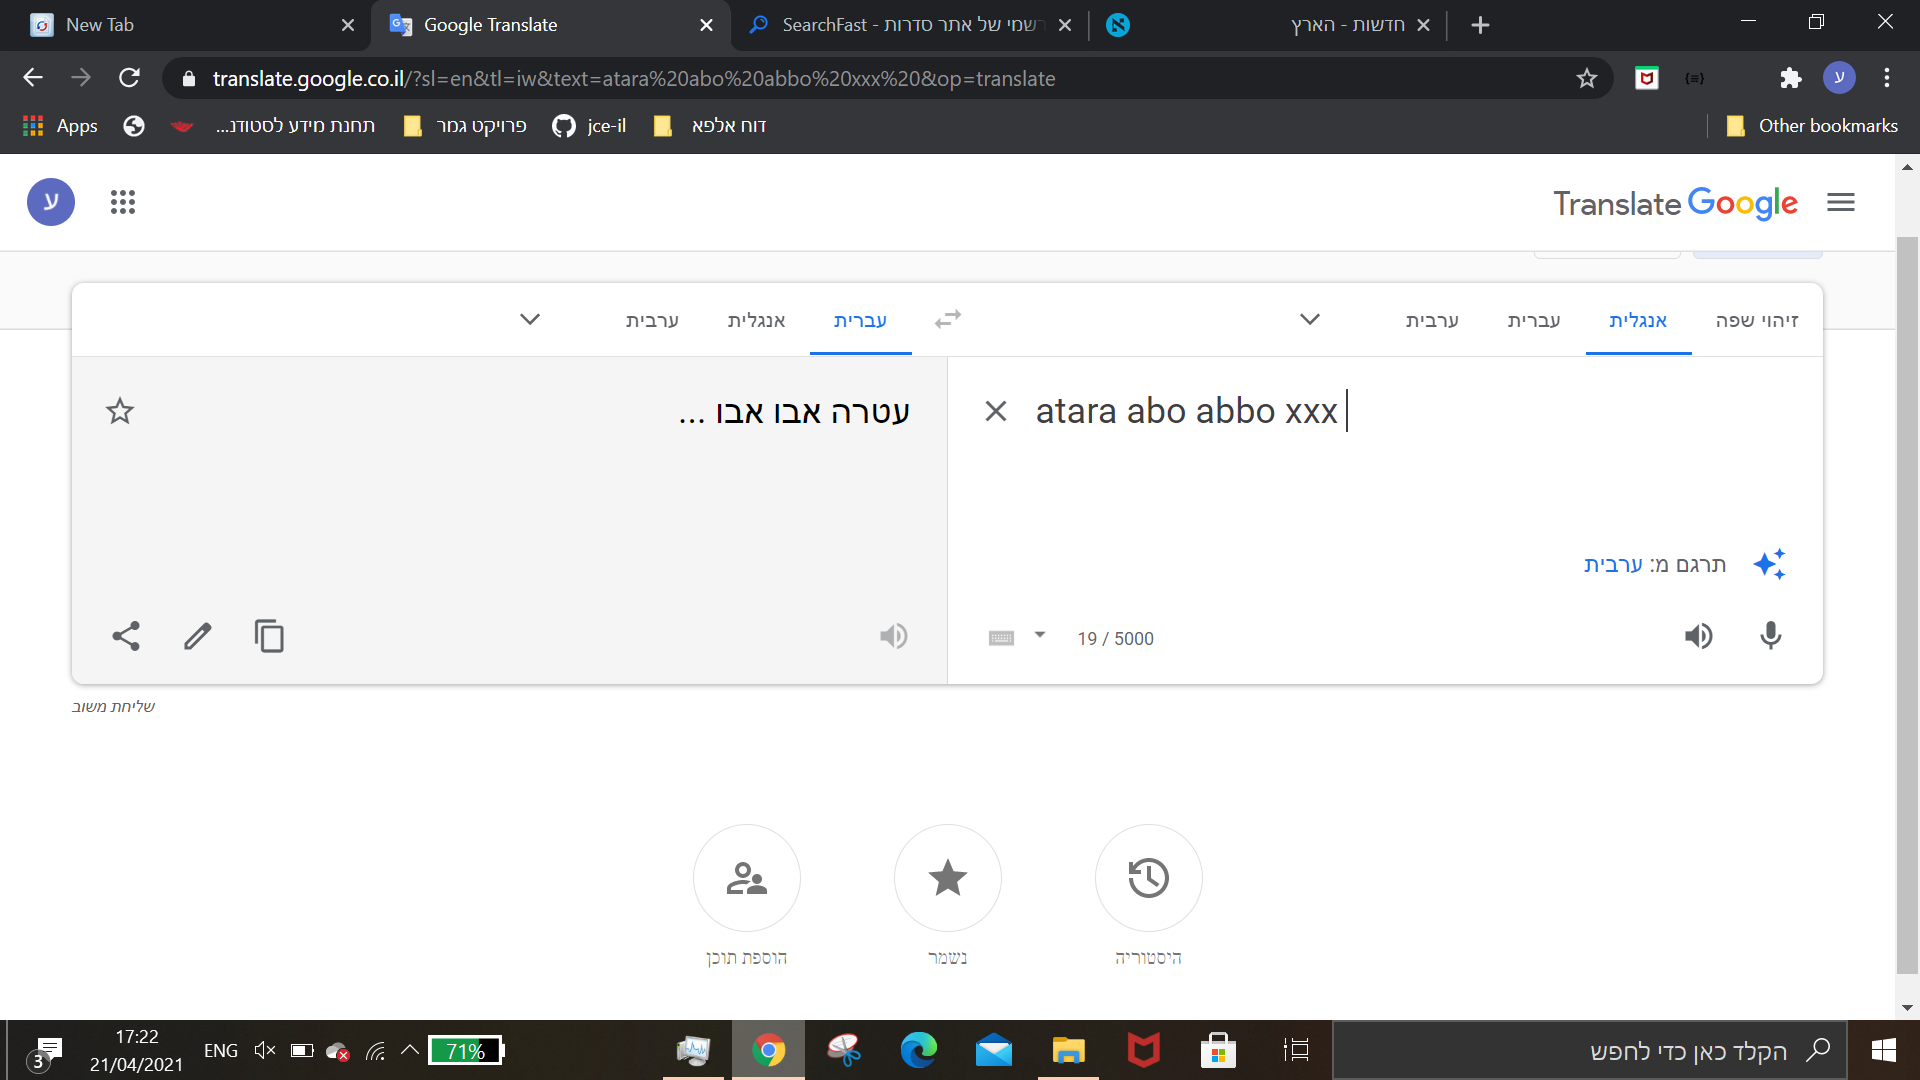 New Tab
Google Translate
SearchFast - רשמי של אתר סדרות
חדשות - הארץ
translate.google.co.il/?sl=en&tl=iw&text=atara%20abo%20abbo%20xxx%20&op=translate
ע
Apps
תחנת מידע לסטודנ...
פרויקט גמר
jce-il
דוח אלפא
Other bookmarks
ע
Translate Google
זיהוי שפה
אנגלית
עברית
ערבית
עברית
אנגלית
ערבית
atara abo abbo xxx
עטרה אבו אבו ...
תרגם מ: ערבית
19 / 5000
שליחת משוב
היסטוריה
נשמר
הוספת תוכן
3
17:22
21/04/2021
ENG
71%
הקלד כאן כדי לחפש